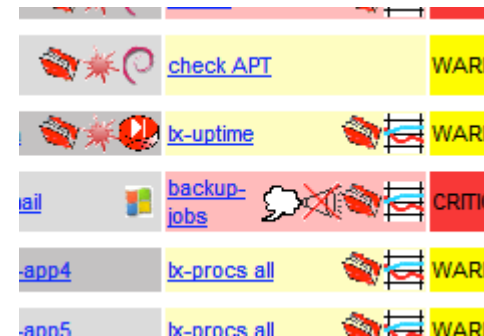 check APT WAR
lx-uptime WAR
ail backup-
jobs CRITI
-app4 lx-procs all WAR
-app5 lx-procs all WAR